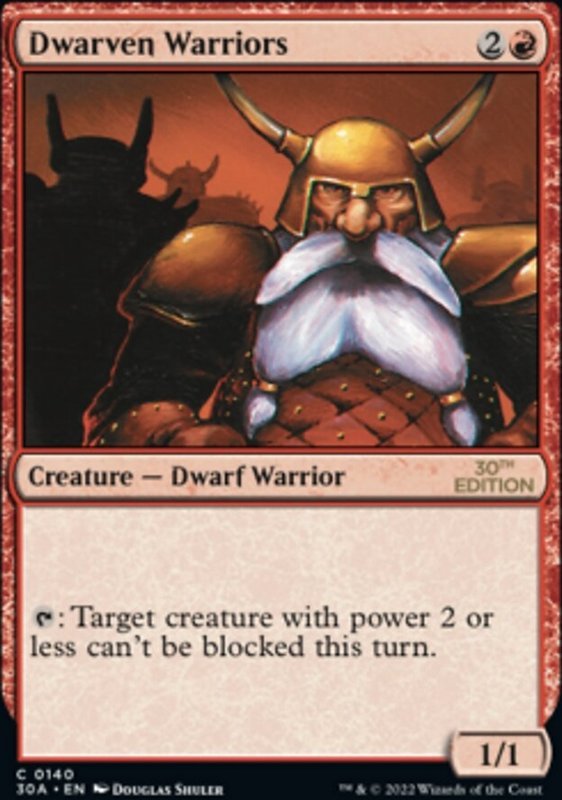 Dwarven Warriors 2
Creature — Dwarf Warrior
30TH
EDITION
: Target creature with power 2 or
less can't be blocked this turn.
1/1
C 0140
30A • EN DOUGLAS SHULER
™ & © 2022 Wizards of the Coast